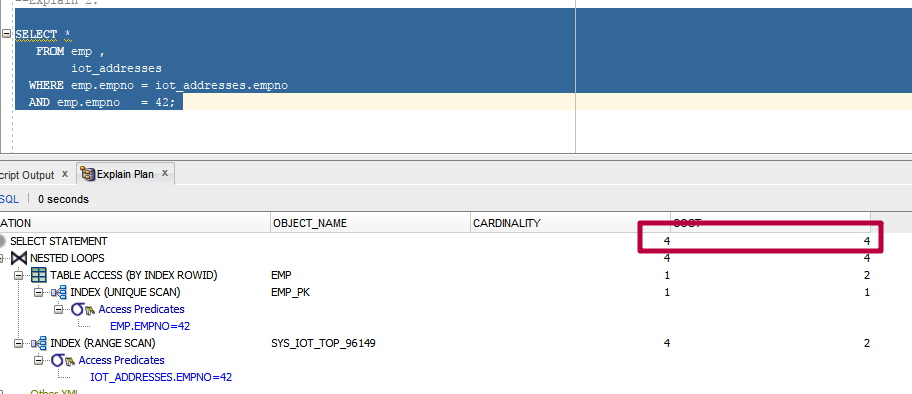 --Explain 2:
SELECT *
FROM emp ,
iot_addresses
WHERE emp.empno = iot_addresses.empno
AND emp.empno = 42;
cript Output x Explain Plan x
SQL 0 seconds
ATION OBJECT_NAME CARDINALITY COST
SELECT STATEMENT 4 4
NESTED LOOPS 4 4
TABLE ACCESS (BY INDEX ROWID) EMP 1 2
INDEX (UNIQUE SCAN) EMP_PK 1 1
Access Predicates
EMP.EMPNO=42
INDEX (RANGE SCAN) SYS_IOT_TOP_96149 4 2
Access Predicates
IOT_ADDRESSES.EMPNO=42
Other XML